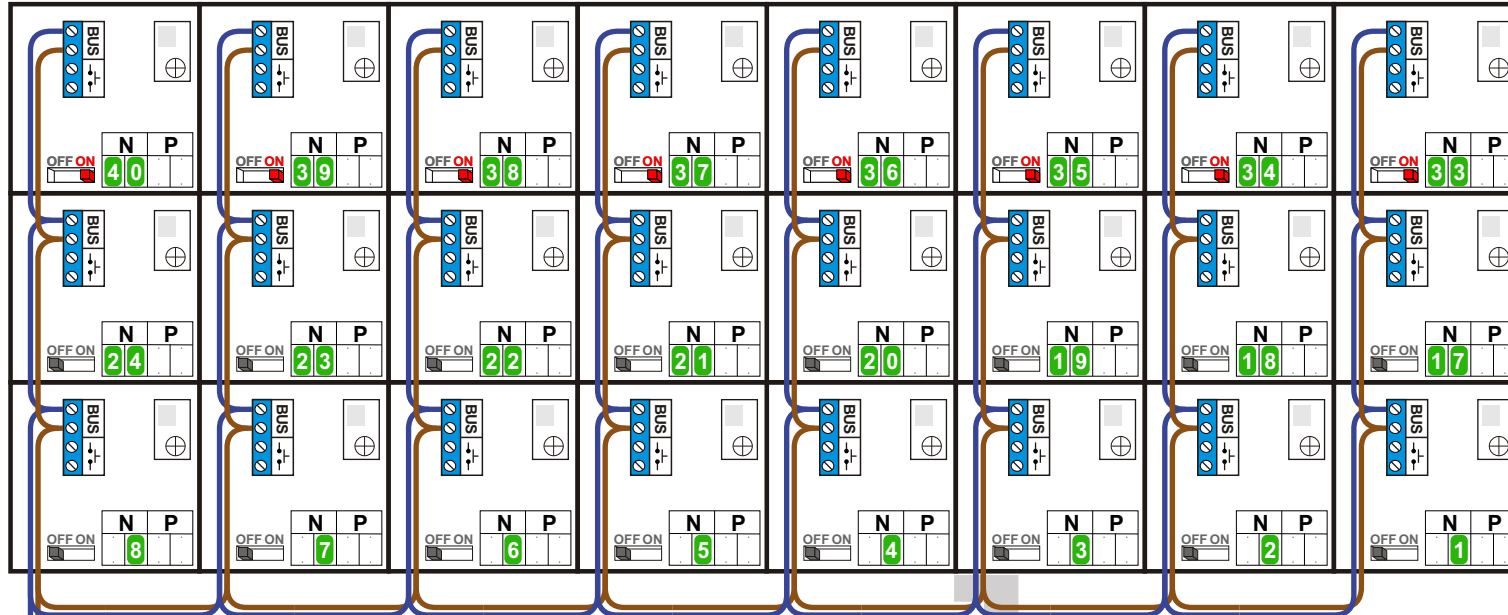 BUS BUS BUS BUS BUS BUS BUS BUS
N P N P N P N P N P N P N P N P
OFF ON 40 OFF ON 39 OFF ON 38 OFF ON 37 OFF ON 36 OFF ON 35 OFF ON 34 OFF ON 33
BUS BUS BUS BUS BUS BUS BUS BUS
N P N P N P N P N P N P N P N P
OFF ON 24 OFF ON 23 OFF ON 22 OFF ON 21 OFF ON 20 OFF ON 19 OFF ON 18 OFF ON 17
BUS BUS BUS BUS BUS BUS BUS BUS
N P N P N P N P N P N P N P N P
OFF ON 8 OFF ON 7 OFF ON 6 OFF ON 5 OFF ON 4 OFF ON 3 OFF ON 2 OFF ON 1